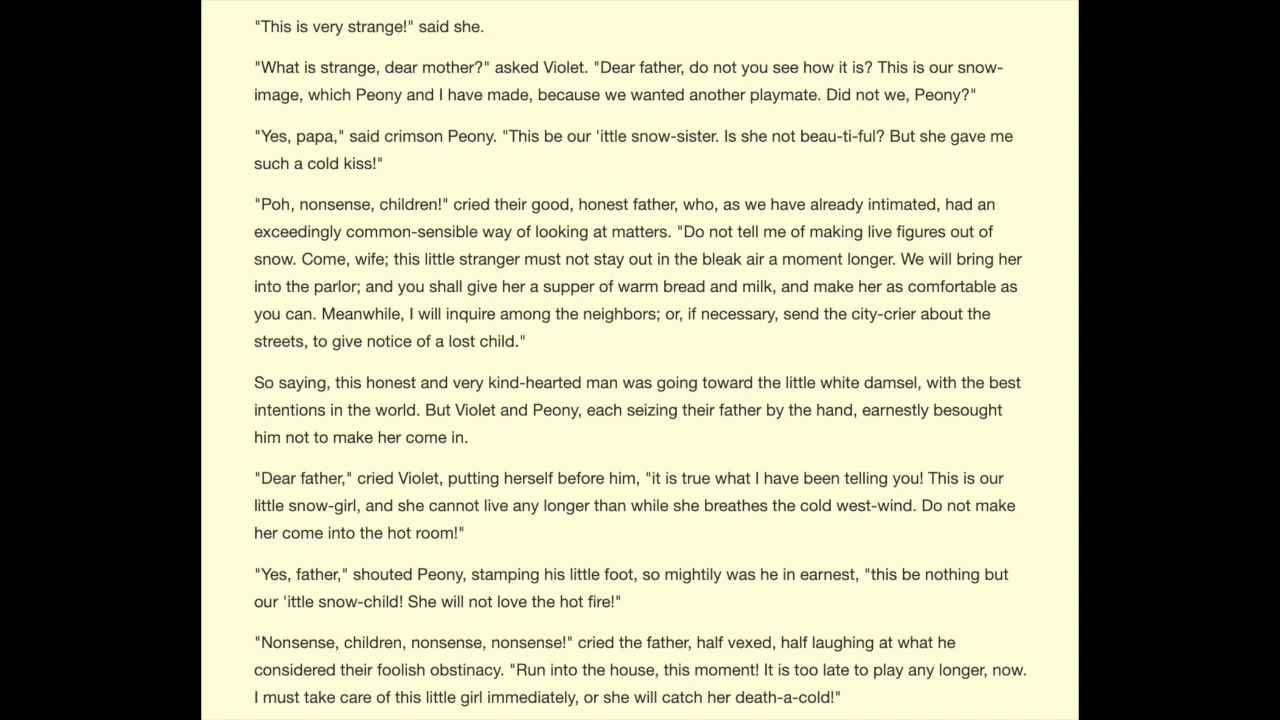 "This is very strange!" said she.
"What is strange, dear mother?" asked Violet. "Dear father, do not you see how it is? This is our snow-
image, which Peony and I have made, because we wanted another playmate. Did not we, Peony?"
"Yes, papa," said crimson Peony. "This be our 'ittle snow-sister. Is she not beau-ti-ful? But she gave me
such a cold kiss!"
"Poh, nonsense, children!" cried their good, honest father, who, as we have already intimated, had an
exceedingly common-sensible way of looking at matters. "Do not tell me of making live figures out of
snow. Come, wife; this little stranger must not stay out in the bleak air a moment longer. We will bring her
into the parlor; and you shall give her a supper of warm bread and milk, and make her as comfortable as
you can. Meanwhile, I will inquire among the neighbors; or, if necessary, send the city-crier about the
streets, to give notice of a lost child."
So saying, this honest and very kind-hearted man was going toward the little white damsel, with the best
intentions in the world. But Violet and Peony, each seizing their father by the hand, earnestly besought
him not to make her come in.
"Dear father," cried Violet, putting herself before him, "it is true what I have been telling you! This is our
little snow-girl, and she cannot live any longer than while she breathes the cold west-wind. Do not make
her come into the hot room!"
"Yes, father," shouted Peony, stamping his little foot, so mightily was he in earnest, "this be nothing but
our 'ittle snow-child! She will not love the hot fire!"
"Nonsense, children, nonsense, nonsense!" cried the father, half vexed, half laughing at what he
considered their foolish obstinacy. "Run into the house, this moment! It is too late to play any longer, now.
I must take care of this little girl immediately, or she will catch her death-a-cold!"